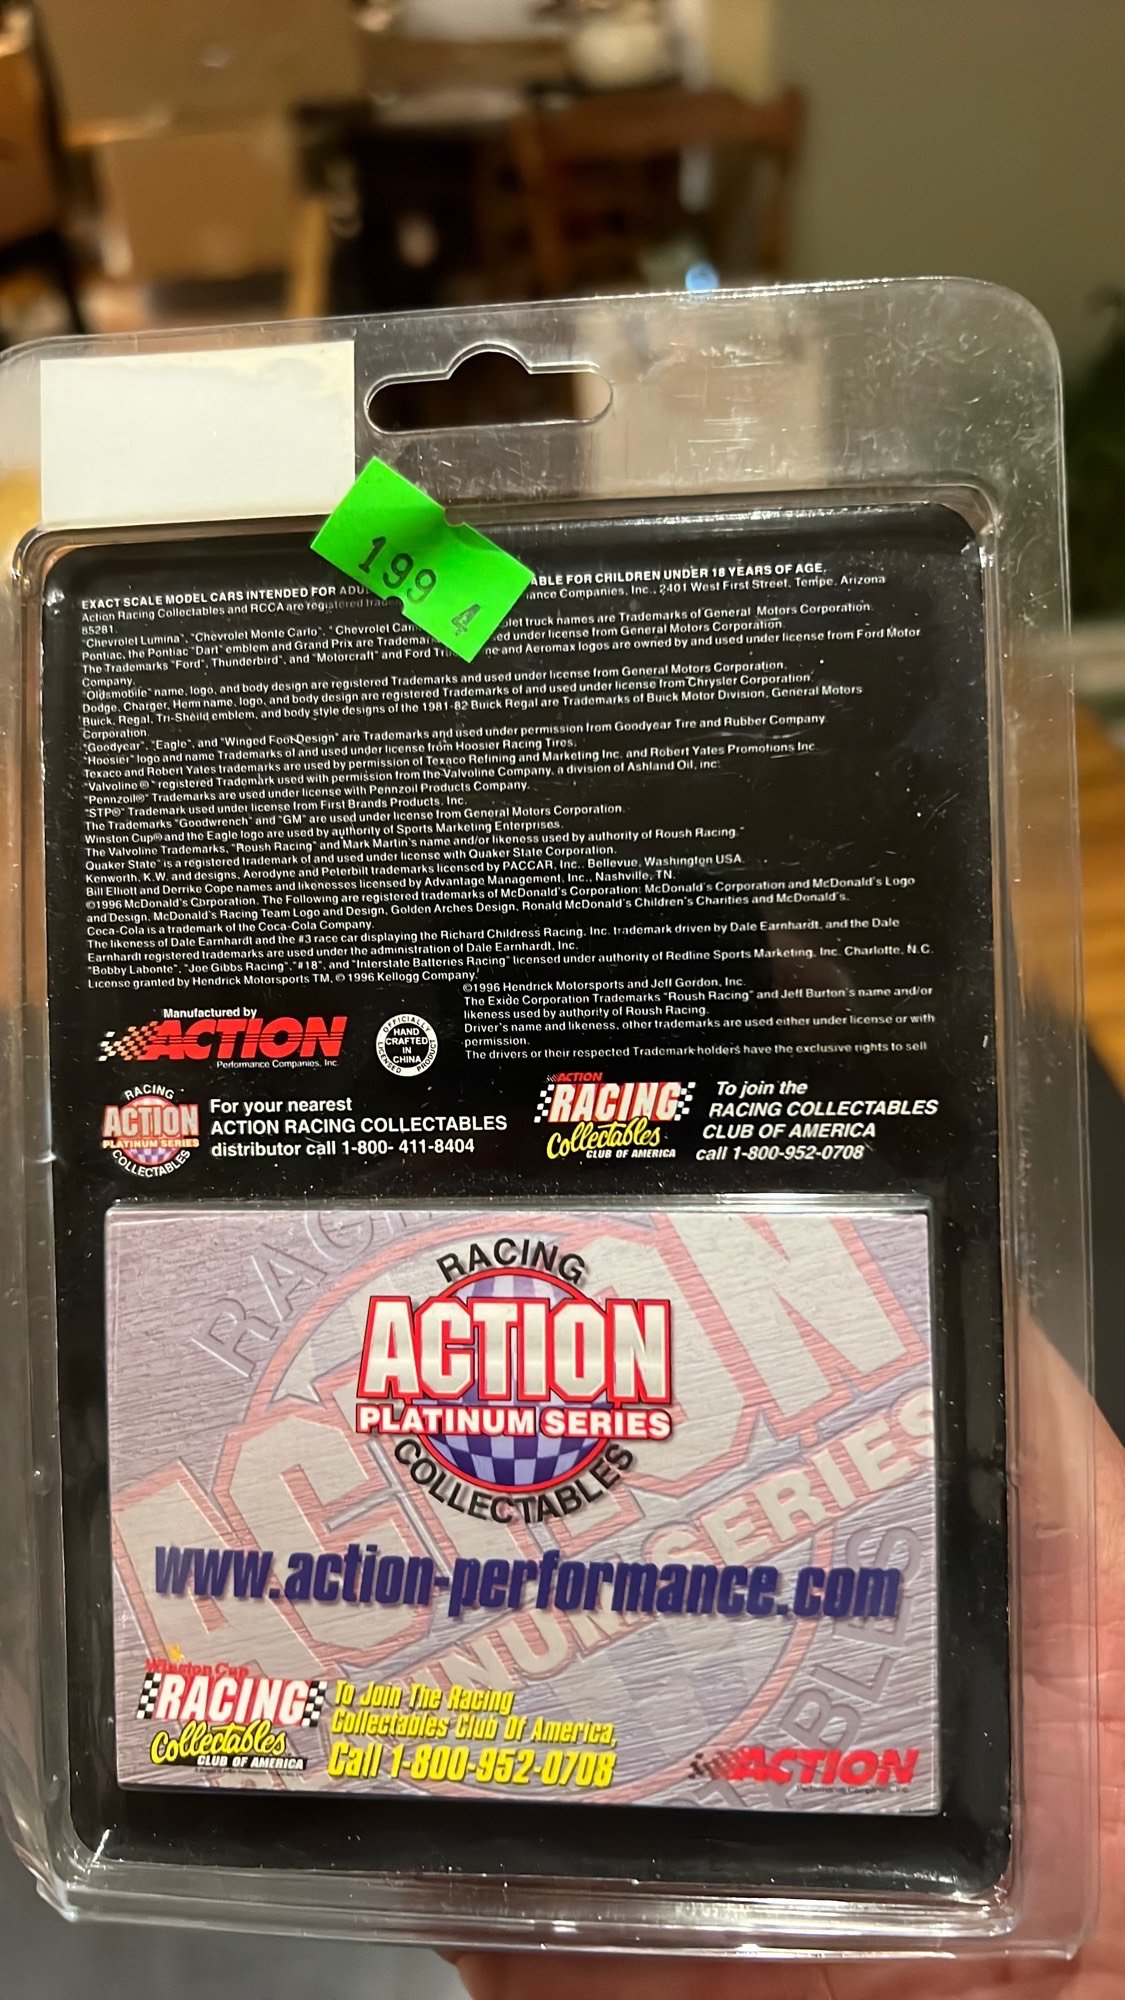 199 4
EXACT SCALE MODEL CARS INTENDED FOR ADU ABLE FOR CHILDREN UNDER 18 YEARS OF AGE,
Action Racing Collectables and RCCA are registered trad ance Companies, Inc., 2401 West First Street, Tempe, Arizona
85281.
"Chevrolet Lumina", "Chevrolet Monte Carlo", "Chevrolet Cam let truck names are Trademarks of General Motors Corporation.
Pontiac, the Pontiac "Dart" emblem and Grand Prix are Tradema ed under license from General Motors Corporation.
The Trademarks "Ford", Thunderbird", and "Motorcraft" and Ford T ne and Aeromax logos are owned by and used under license from Ford Motor
Company.
"Oldsmobile" name, logo, and body design are registered Trademarks and used under license from General Motors Corporation.
Dodge, Charger, Hem name, logo, and body design are registered Trademarks of and used under license from Chrysler Corporation.
Buick, Regal, Tri-Sheild emblem, and body style designs of the 1981-82 Buick Regal are Trademarks of Buick Motor Division, General Motors
Corporation.
"Goodyear", "Eagle", and "Winged Foot Design" are Trademarks and used under permission from Goodyear Tire and Rubber Company.
"Hoosier" logo and name Trademarks of and used under license from Hoosier Racing Tires.
Texaco and Robert Yates trademarks are used by permission of Texaco Refining and Marketing Inc. and Robert Yates Promotions Inc.
"Valvoline ®" registered Trademark used with permission from the Valvoline Company, a division of Ashland Oil, inc.
"Pennzoil®" Trademarks are used under license with Pennzoil Products Company.
"STP®" Trademark used under license from First Brands Products, Inc.
The Trademarks "Goodwrench" and "GM" are used under license from General Motors Corporation.
Winston Cup® and the Eagle logo are used by authority of Sports Marketing Enterprises.
The Valvoline Trademarks, "Roush Racing" and Mark Martin's name and/or likeness used by authority of Roush Racing."
Quaker State" is a registered trademark of and used under license with Quaker State Corporation.
Kenworth, K.W. and designs, Aerodyne and Peterbilt trademarks licensed by PACCAR, Inc., Bellevue, Washington USA.
Bill Elliott and Derrike Cope names and likenesses licensed by Advantage Management, Inc., Nashville, TN.
©1996 McDonald's Corporation. The Following are registered trademarks of McDonald's Corporation: McDonald's Corporation and McDonald's Logo
and Design, McDonald's Racing Team Logo and Design, Golden Arches Design, Ronald McDonald's Children's Charities and McDonald's.
Coca-Cola is a trademark of the Coca-Cola Company.
The likeness of Dale Earnhardt and the #3 race car displaying the Richard Childress Racing, Inc. trademark driven by Dale Earnhardt, and the Dale
Earnhardt registered trademarks are used under the administration of Dale Earnhardt, Inc.
"Bobby Labonte", "Joe Gibbs Racing", "#18", and "Interstate Batteries Racing" licensed under authority of Redline Sports Marketing, Inc. Charlotte, N.C.
License granted by Hendrick Motorsports TM, © 1996 Kellogg Company.
©1996 Hendrick Motorsports and Jeff Gordon, Inc.
The Exide Corporation Trademarks "Roush Racing" and Jeff Burton's name and/or
likeness used by authority of Roush Racing.
Driver's name and likeness, other trademarks are used either under license or with
permission.
The drivers or their respected Trademark holders have the exclusive rights to sell
Manufactured by
ACTION
Performance Companies, Inc.
OFFICIALLY
HAND
CRAFTED
IN
CHINA
LICENSED PRODUCT
RACING
ACTION
PLATINUM SERIES
COLLECTABLES
For your nearest
ACTION RACING COLLECTABLES
distributor call 1-800- 411-8404
ACTION
RACING
Collectables
CLUB OF AMERICA
To join the
RACING COLLECTABLES
CLUB OF AMERICA
call 1-800-952-0708
RACING
ACTION
PLATINUM SERIES
COLLECTABLES
www.action-performance.com
Winston Cup
RACING
Collectables
CLUB OF AMERICA
To Join The Racing
Collectables Club Of America,
Call 1-800-952-0708
ACTION
Performance Companies, Inc.